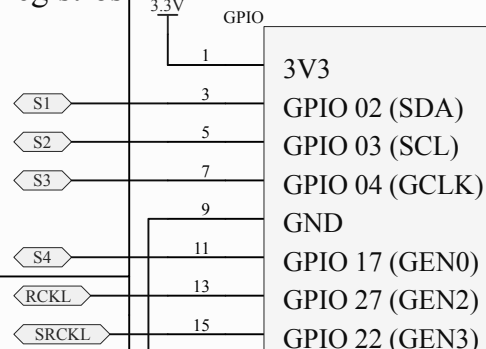 3.3V
GPIO
1
3V3
S1
3
GPIO 02 (SDA)
S2
5
GPIO 03 (SCL)
S3
7
GPIO 04 (GCLK)
9
GND
S4
11
GPIO 17 (GEN0)
RCKL
13
GPIO 27 (GEN2)
SRCKL
15
GPIO 22 (GEN3)